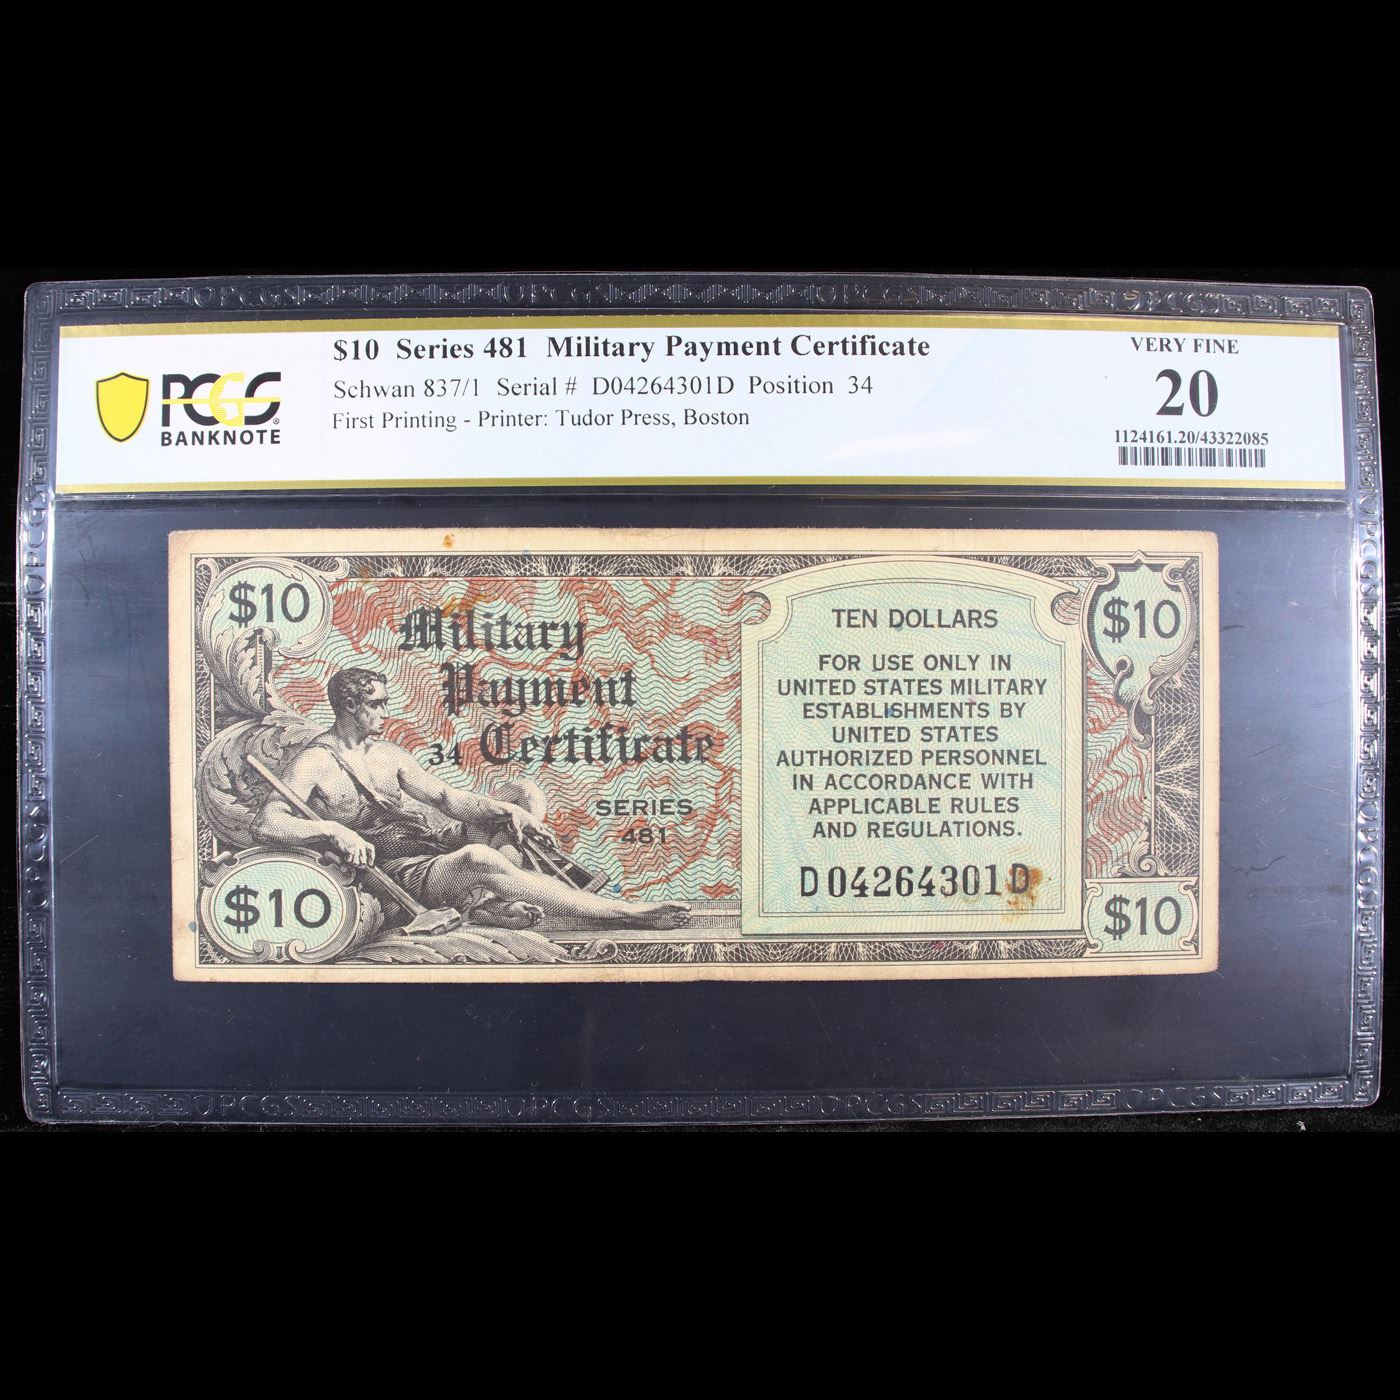 $10 Series 481 Military Payment Certificate
Schwan 837/1 Serial # D04264301D Position 34
First Printing - Printer: Tudor Press, Boston
PCGS
BANKNOTE
VERY FINE
20
1124161.20/43322085
$10
Military
Payment
34 Certificate
SERIES
481
TEN DOLLARS
FOR USE ONLY IN
UNITED STATES MILITARY
ESTABLISHMENTS BY
UNITED STATES
AUTHORIZED PERSONNEL
IN ACCORDANCE WITH
APPLICABLE RULES
AND REGULATIONS.
D04264301D
$10
$10
$10